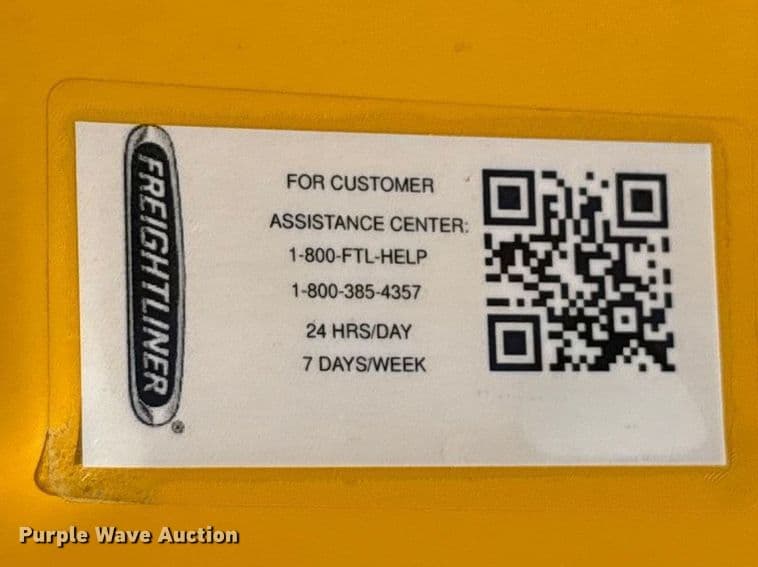 FREIGHTLINER
®
FOR CUSTOMER
ASSISTANCE CENTER:
1-800-FTL-HELP
1-800-385-4357
24 HRS/DAY
7 DAYS/WEEK
Purple Wave Auction